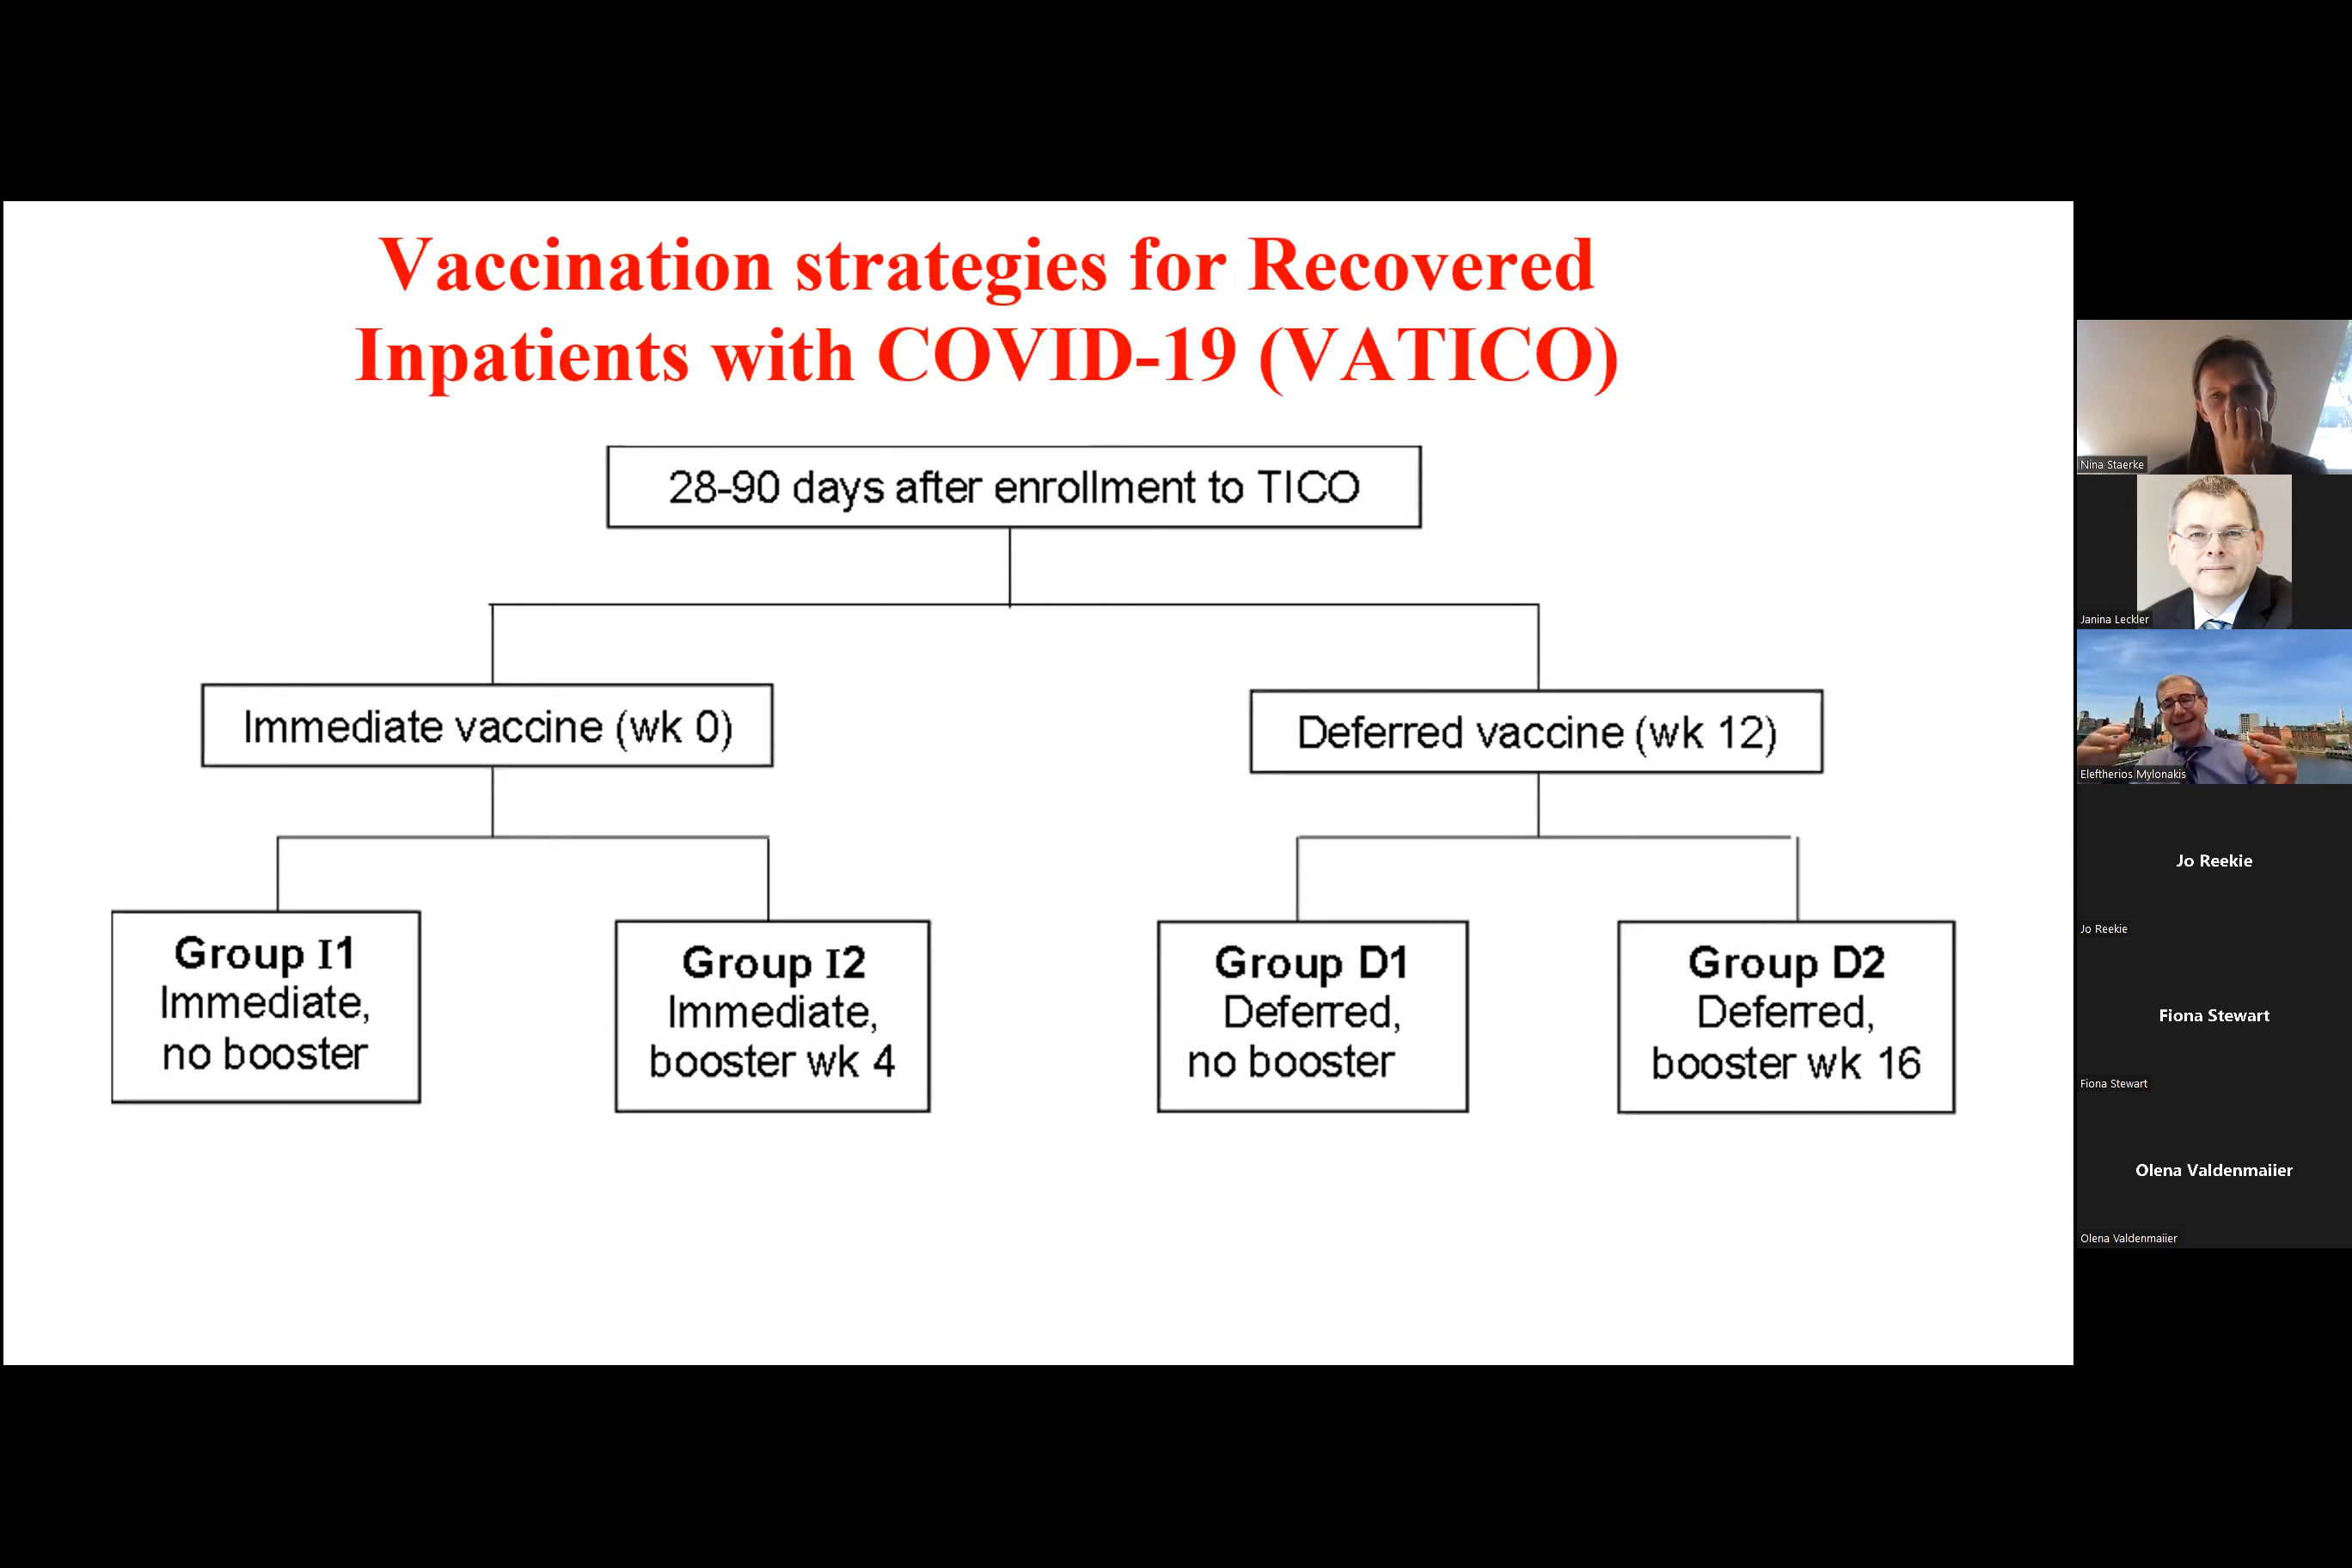 Vaccination strategies for Recovered
Inpatients with COVID-19 (VATICO)
28-90 days after enrollment to TICO
Immediate vaccine (wk 0)
Deferred vaccine (wk 12)
Group I1
Immediate,
no booster
Group I2
Immediate,
booster wk 4
Group D1
Deferred,
no booster
Group D2
Deferred,
booster wk 16
Nina Staerke
Janina Leckler
Eleftherios Mylonakis
Jo Reekie
Jo Reekie
Fiona Stewart
Fiona Stewart
Olena Valdenmaiier
Olena Valdenmaiier